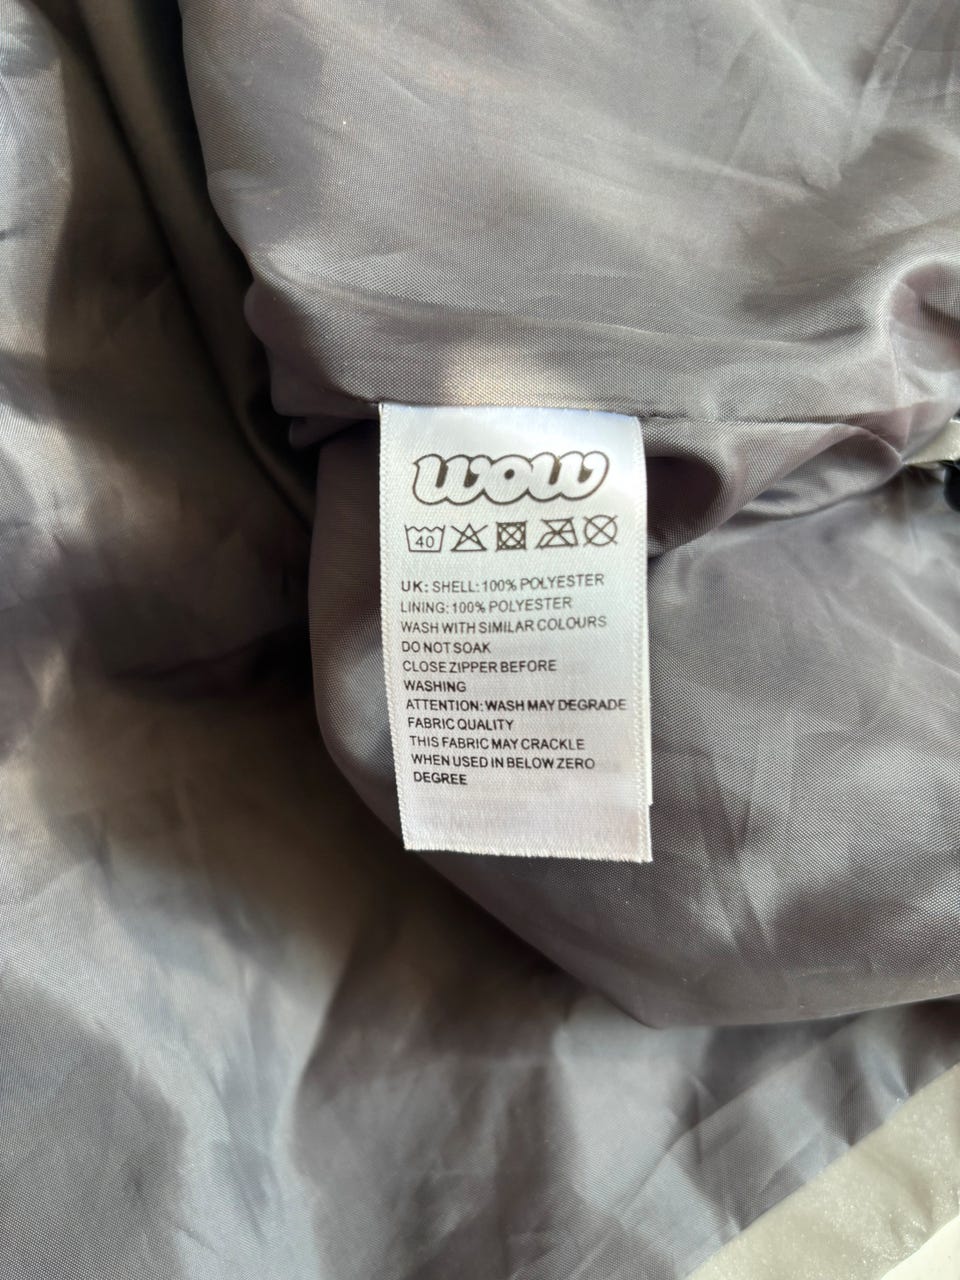 wow
40
UK: SHELL: 100% POLYESTER
LINING: 100% POLYESTER
WASH WITH SIMILAR COLOURS
DO NOT SOAK
CLOSE ZIPPER BEFORE
WASHING
ATTENTION: WASH MAY DEGRADE
FABRIC QUALITY
THIS FABRIC MAY CRACKLE
WHEN USED IN BELOW ZERO
DEGREE